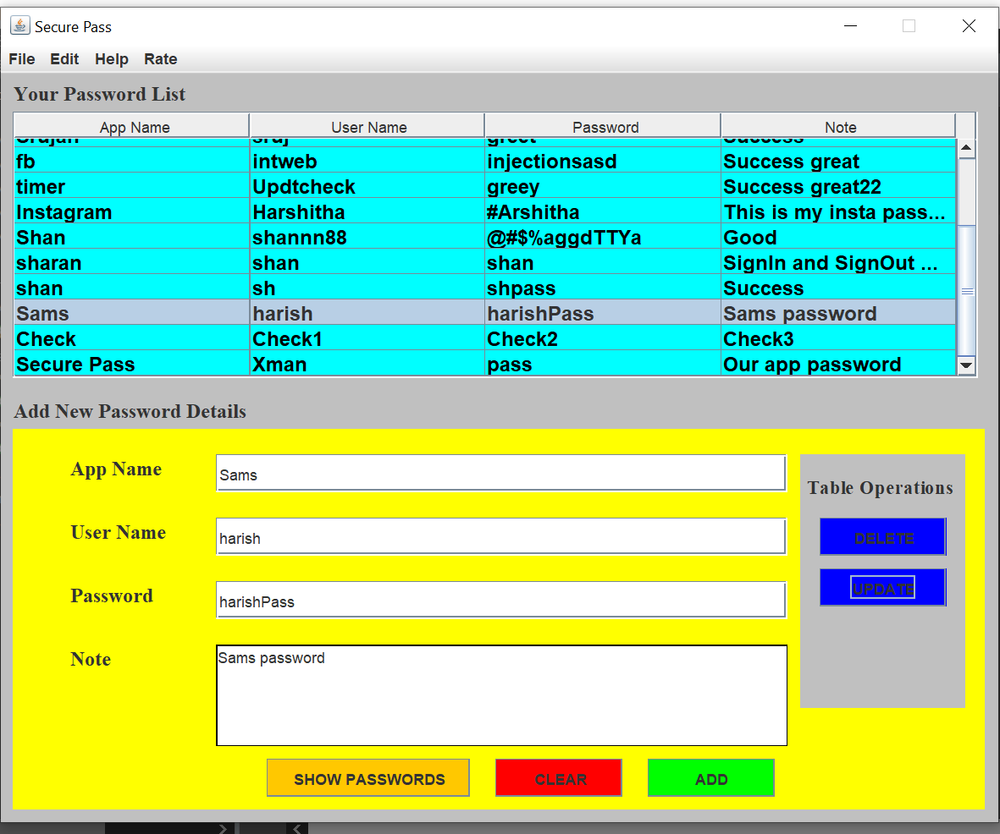 Secure Pass
File Edit Help Rate
Your Password List
App Name User Name Password Note
Srujan sruj greet Success
fb intweb injectionsasd Success great
timer Updtcheck greey Success great22
Instagram Harshitha #Arshitha This is my insta pass...
Shan shannn88 @#$%aggdTTYa Good
sharan shan shan SignIn and SignOut ...
shan sh shpass Success
Sams harish harishPass Sams password
Check Check1 Check2 Check3
Secure Pass Xman pass Our app password
Add New Password Details
App Name Sams
User Name harish
Password harishPass
Note Sams password
Table Operations
DELETE
UPDATE
SHOW PASSWORDS CLEAR ADD